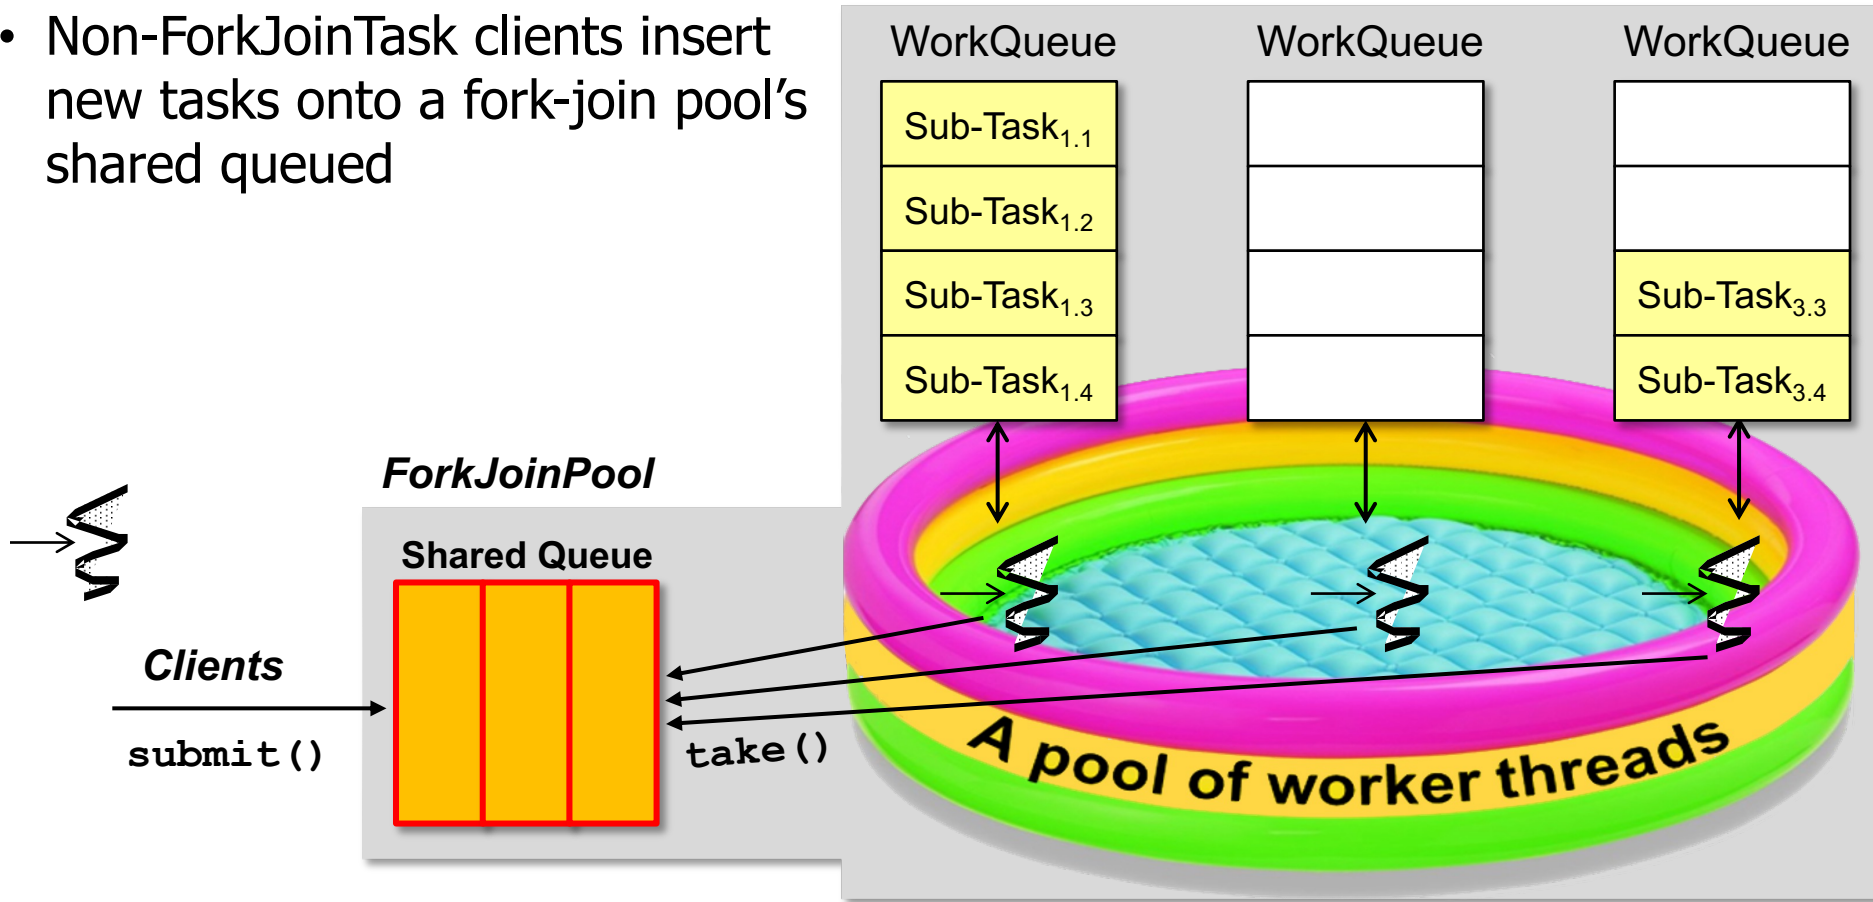 • Non-ForkJoinTask clients insert
new tasks onto a fork-join pool’s
shared queued
WorkQueue
WorkQueue
WorkQueue
Sub-Task1.1
Sub-Task1.2
Sub-Task1.3
Sub-Task3.3
Sub-Task1.4
Sub-Task3.4
ForkJoinPool
Shared Queue
Clients
submit()
take()
A pool of worker threads